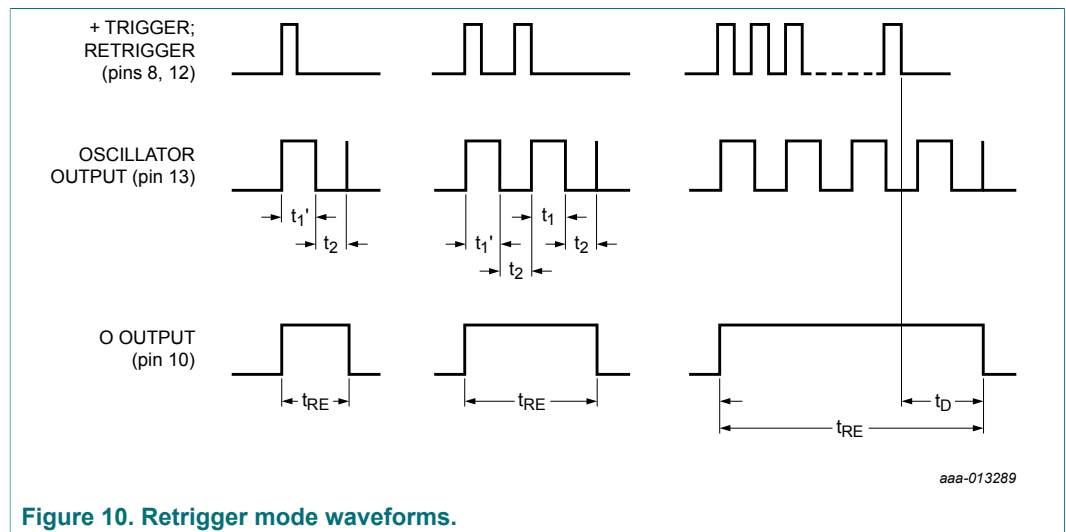 + TRIGGER;
RETRIGGER
(pins 8, 12)
OSCILLATOR
OUTPUT (pin 13)
t1'
t2
t1'
t2
t1
t2
O OUTPUT
(pin 10)
tRE
tRE
tD
tRE
aaa-013289
Figure 10. Retrigger mode waveforms.